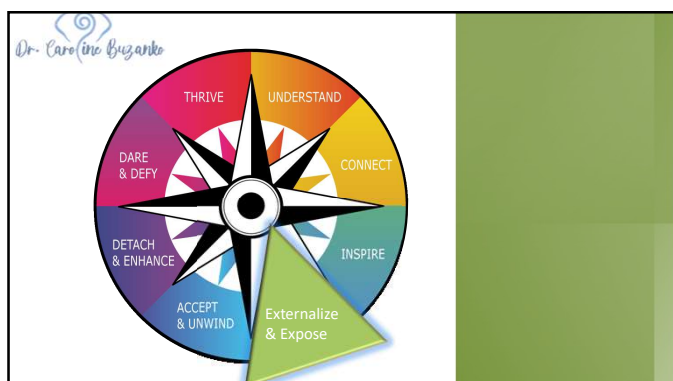 Dr. Caroline Buzanko
THRIVE
UNDERSTAND
DARE
& DEFY
CONNECT
DETACH
& ENHANCE
INSPIRE
ACCEPT
& UNWIND
Externalize
& Expose